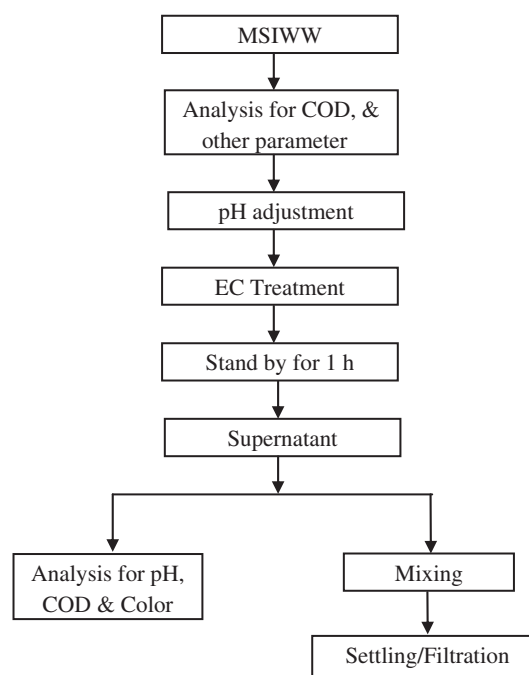 MSIWW
Analysis for COD, &
other parameter
pH adjustment
EC Treatment
Stand by for 1 h
Supernatant
Analysis for pH,
COD & Color
Mixing
Settling/Filtration